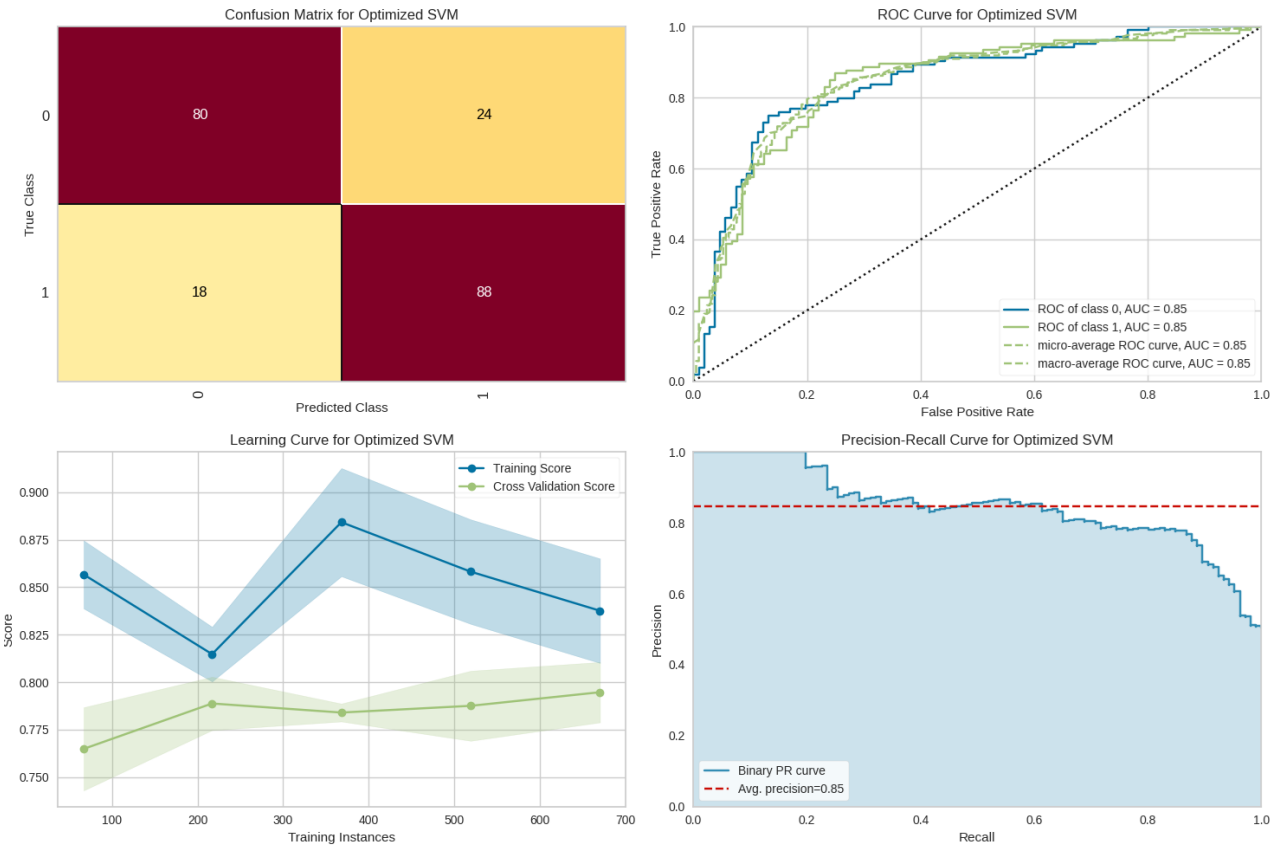 Confusion Matrix for Optimized SVM
True Class
0
80
24
1
18
88
0
1
Predicted Class
ROC Curve for Optimized SVM
True Positive Rate
1.0
0.8
0.6
0.4
0.2
0.0
ROC of class 0, AUC = 0.85
ROC of class 1, AUC = 0.85
micro-average ROC curve, AUC = 0.85
macro-average ROC curve, AUC = 0.85
0.0 0.2 0.4 0.6 0.8 1.0
False Positive Rate
Learning Curve for Optimized SVM
Score
0.900
0.875
0.850
0.825
0.800
0.775
0.750
Training Score
Cross Validation Score
100 200 300 400 500 600 700
Training Instances
Precision-Recall Curve for Optimized SVM
Precision
1.0
0.8
0.6
0.4
0.2
0.0
Binary PR curve
Avg. precision=0.85
0.0 0.2 0.4 0.6 0.8 1.0
Recall